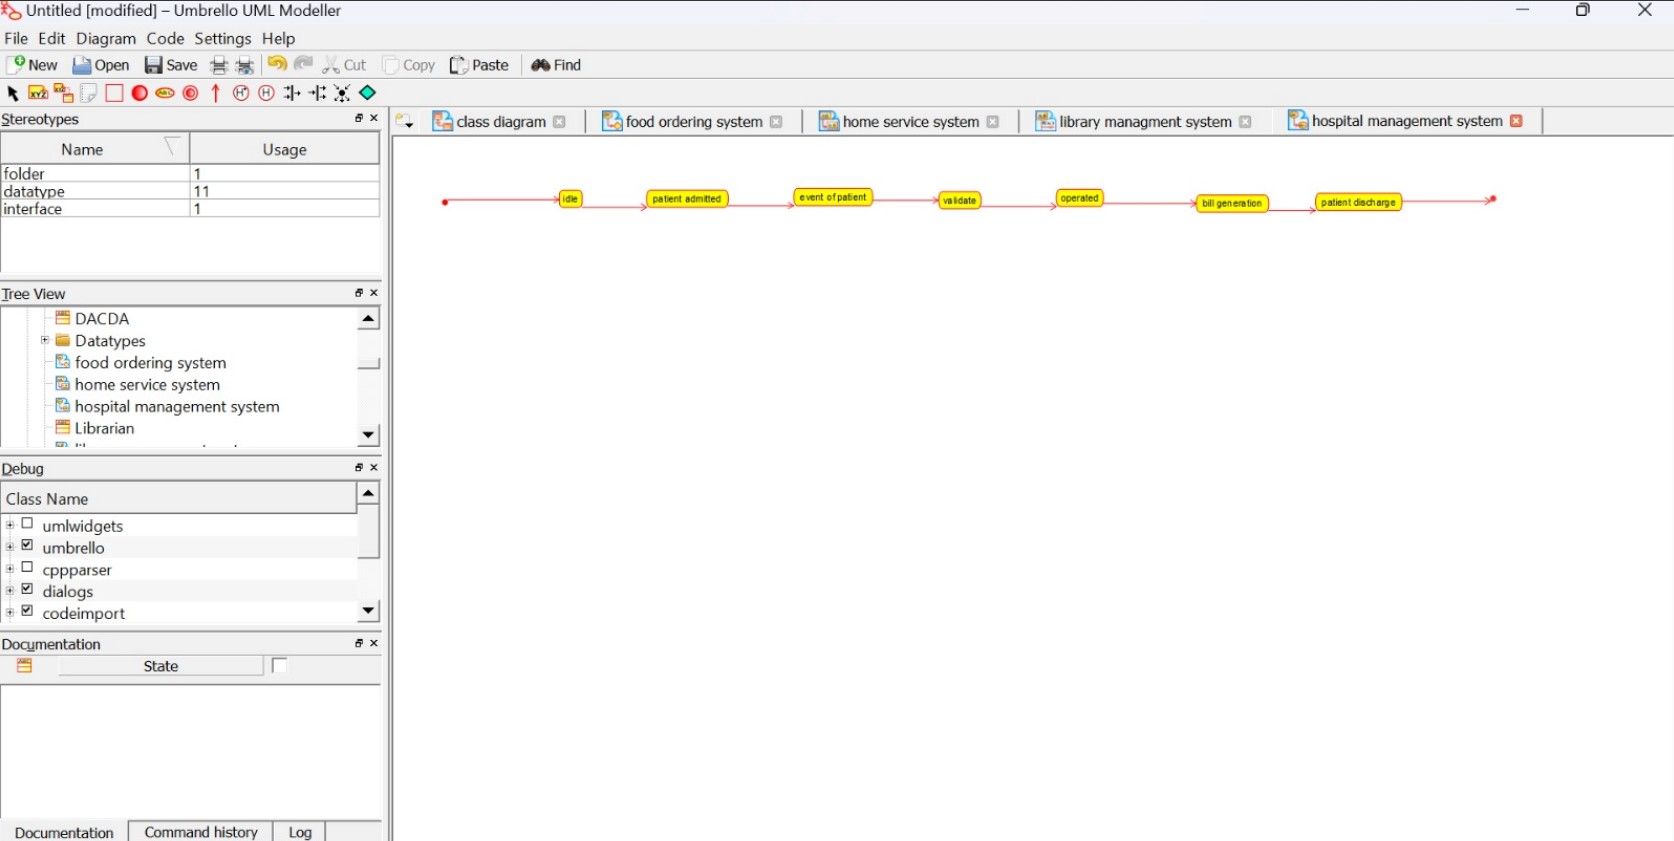 Untitled [modified] – Umbrello UML Modeller
File Edit Diagram Code Settings Help
New Open Save Cut Copy Paste Find
Stereotypes
Name Usage
folder 1
datatype 11
interface 1
Tree View
DACDA
Datatypes
food ordering system
home service system
hospital management system
Librarian
Debug
Class Name
umlwidgets
umbrello
cppparser
dialogs
codeimport
Documentation
State
Documentation Command history Log
class diagram food ordering system home service system library managment system hospital management system
idle patient admitted event of patient validate operated bill generation patient discharge